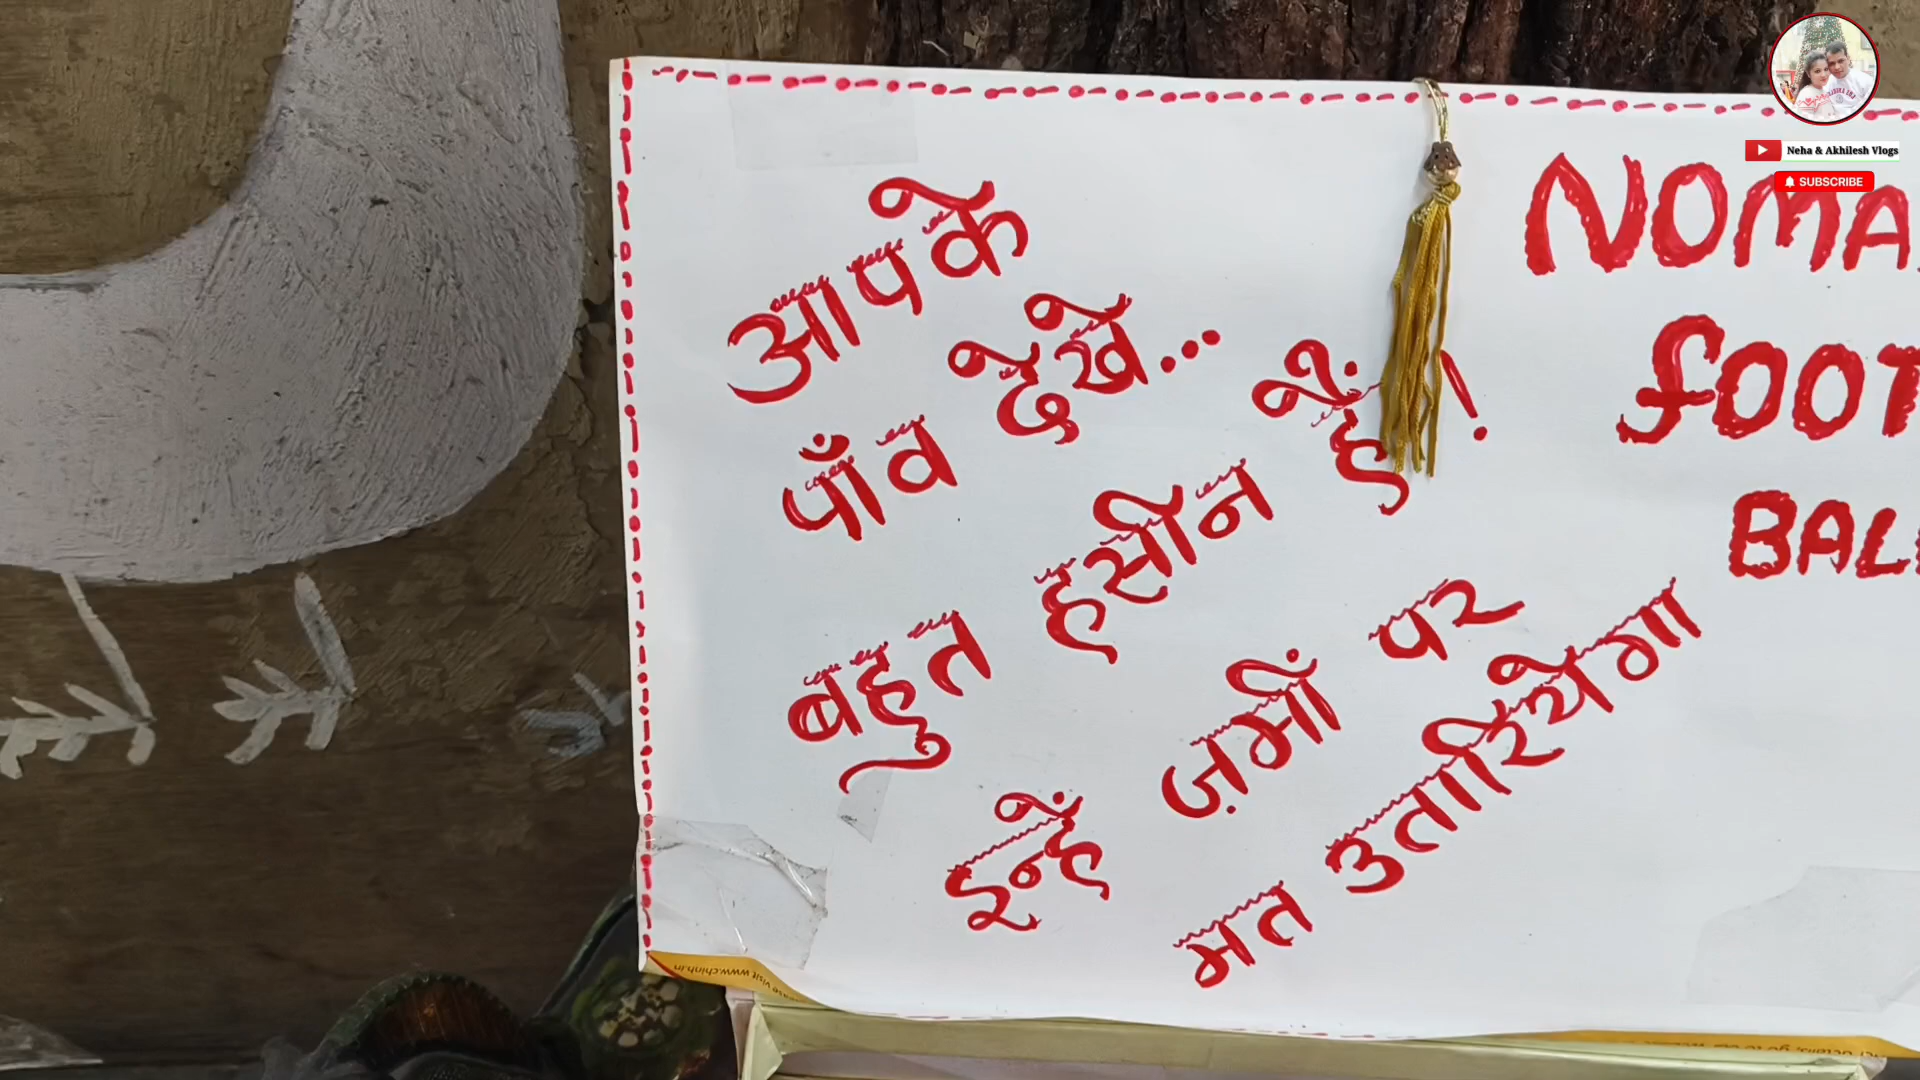 आपके
पाँव देखे...
बहुत हसीन हैं!
इन्हें ज़मीं पर
मत उतारियेगा
NOMA
FOOT
BAL
Neha & Akhilesh Vlogs
SUBSCRIBE